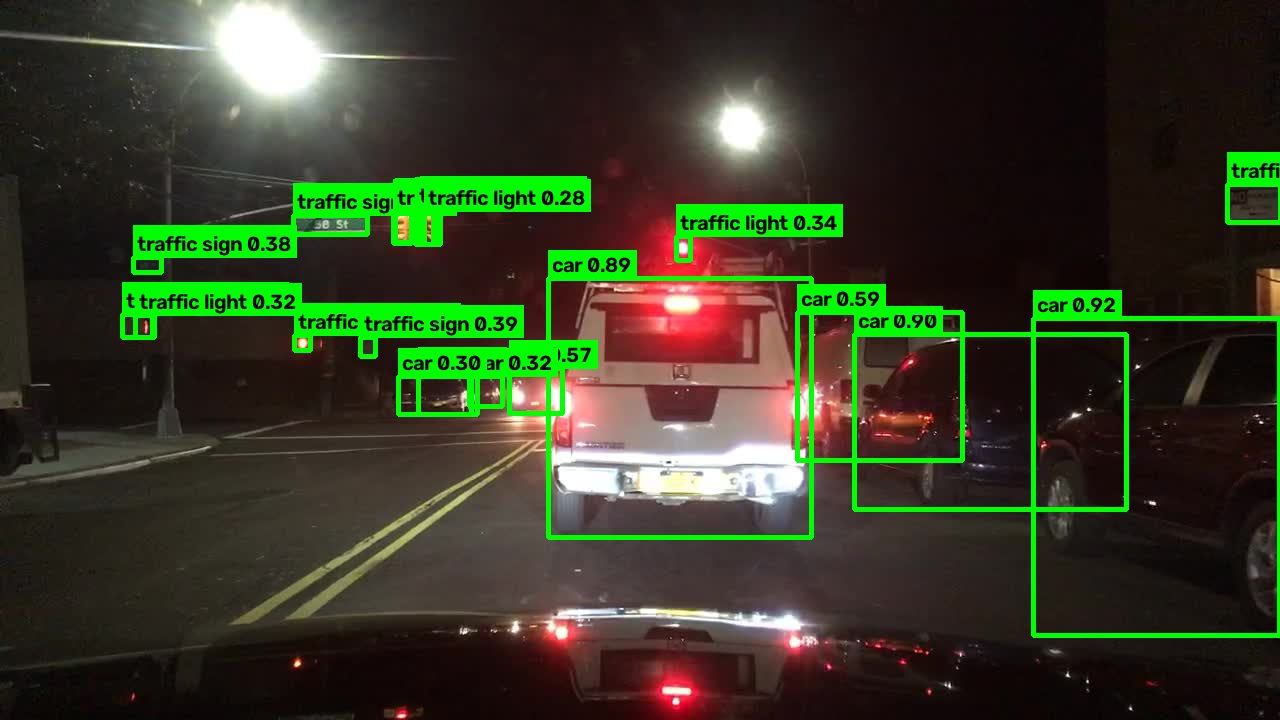 traffi
NO
traffic sig
tr
t
traffic light 0.28
58 St
traffic light 0.34
traffic sign 0.38
car 0.89
car 0.59
t
traffic light 0.32
car 0.92
traffic
traffic sign 0.39
car 0.90
car 0.30
ar 0.32
0.57